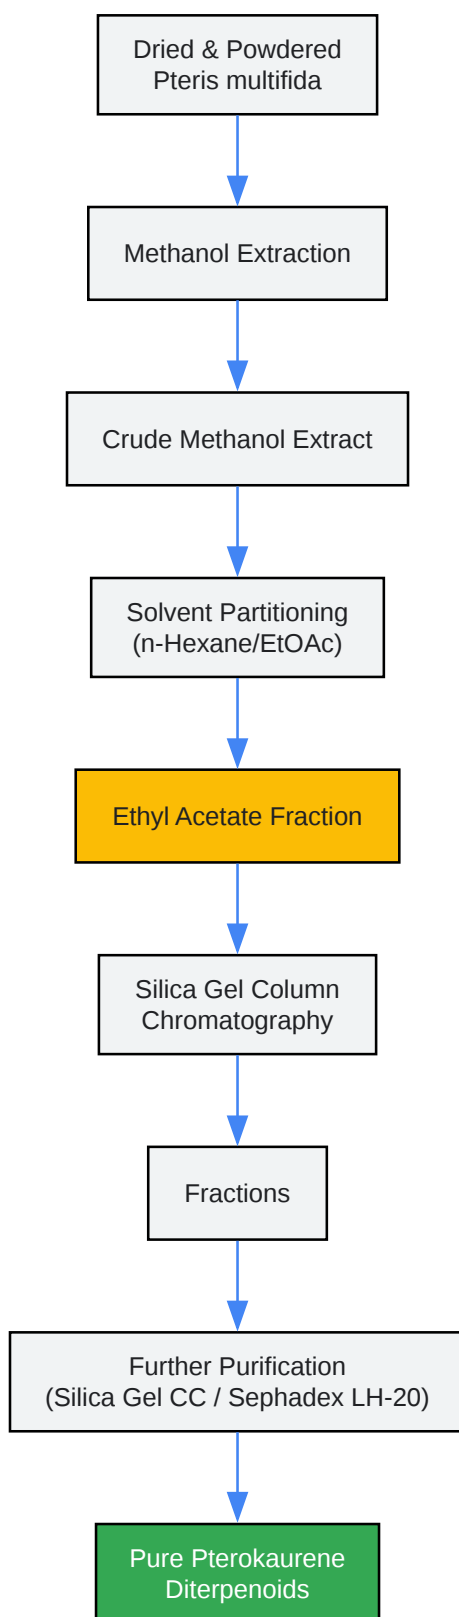 Dried & Powdered
Pteris multifida
Methanol Extraction
Crude Methanol Extract
Solvent Partitioning
(n-Hexane/EtOAc)
Ethyl Acetate Fraction
Silica Gel Column
Chromatography
Fractions
Further Purification
(Silica Gel CC / Sephadex LH-20)
Pure Pterokaurene
Diterpenoids